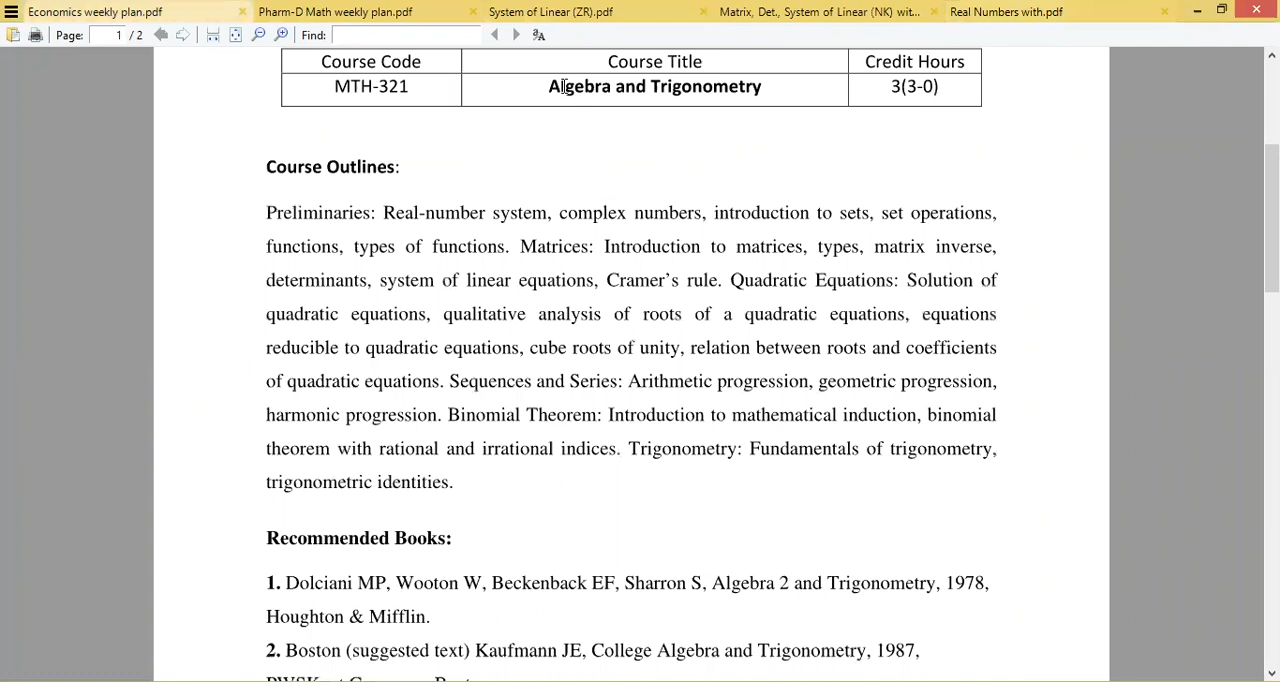 Economics weekly plan.pdf
Pharm-D Math weekly plan.pdf
System of Linear (ZR).pdf
Matrix, Det., System of Linear (NK) wit...
Real Numbers with.pdf
Page: 1 / 2 Find:
Course Code Course Title Credit Hours
MTH-321 Algebra and Trigonometry 3(3-0)
Course Outlines:
Preliminaries: Real-number system, complex numbers, introduction to sets, set operations,
functions, types of functions. Matrices: Introduction to matrices, types, matrix inverse,
determinants, system of linear equations, Cramer's rule. Quadratic Equations: Solution of
quadratic equations, qualitative analysis of roots of a quadratic equations, equations
reducible to quadratic equations, cube roots of unity, relation between roots and coefficients
of quadratic equations. Sequences and Series: Arithmetic progression, geometric progression,
harmonic progression. Binomial Theorem: Introduction to mathematical induction, binomial
theorem with rational and irrational indices. Trigonometry: Fundamentals of trigonometry,
trigonometric identities.
Recommended Books:
1. Dolciani MP, Wooton W, Beckenback EF, Sharron S, Algebra 2 and Trigonometry, 1978,
Houghton & Mifflin.
2. Boston (suggested text) Kaufmann JE, College Algebra and Trigonometry, 1987,